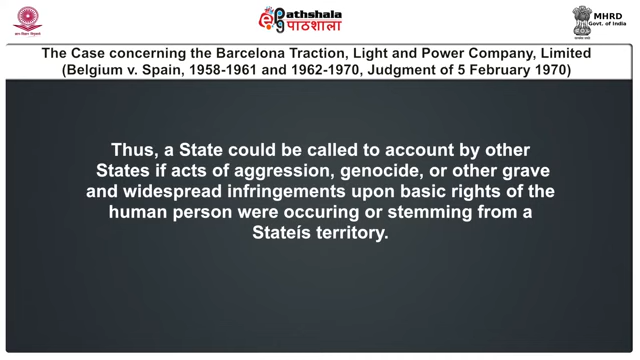 ePathshala
पाठशाला
MHRD
Govt. of India
The Case concerning the Barcelona Traction, Light and Power Company, Limited
(Belgium v. Spain, 1958-1961 and 1962-1970, Judgment of 5 February 1970)
Thus, a State could be called to account by other
States if acts of aggression, genocide, or other grave
and widespread infringements upon basic rights of the
human person were occuring or stemming from a
Stateís territory.